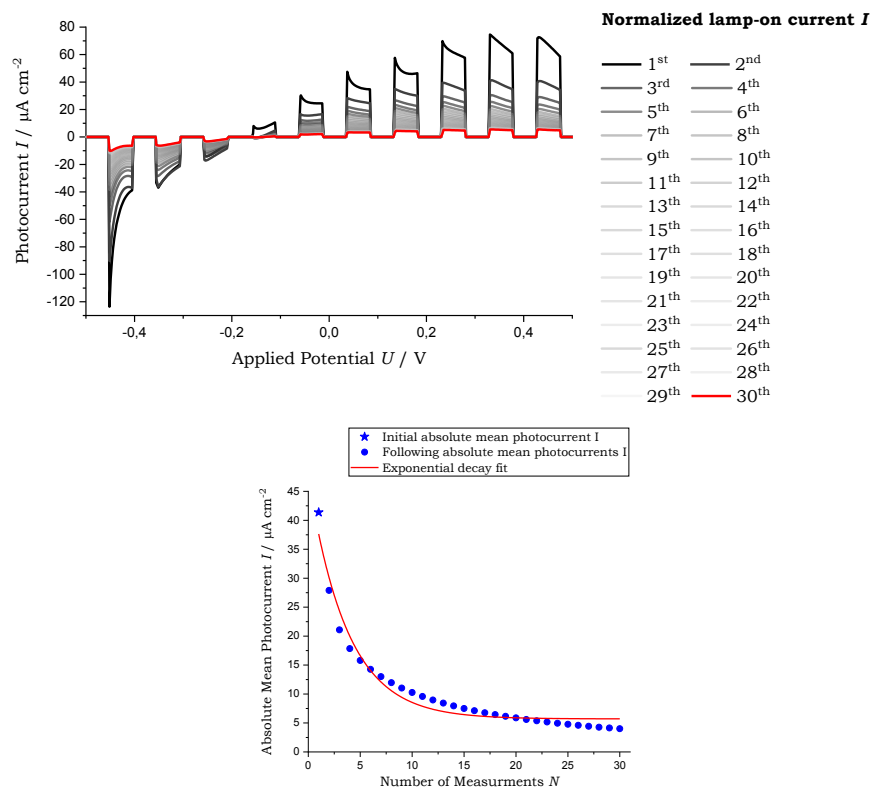 Normalized lamp-on current I
1st 2nd
3rd 4th
5th 6th
7th 8th
9th 10th
11th 12th
13th 14th
15th 16th
17th 18th
19th 20th
21th 22th
23th 24th
25th 26th
27th 28th
29th 30th
Photocurrent I / μA cm-2
80
60
40
20
0
-20
-40
-60
-80
-100
-120
-0,4 -0,2 0,0 0,2 0,4
Applied Potential U / V
Initial absolute mean photocurrent I
Following absolute mean photocurrents I
Exponential decay fit
Absolute Mean Photocurrent I / μA cm-2
45
40
35
30
25
20
15
10
5
0
0 5 10 15 20 25 30
Number of Measurments N